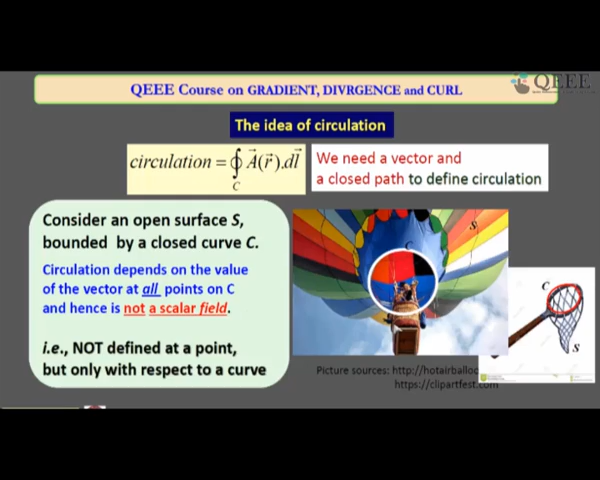 QEEE
QEEE Course on GRADIENT, DIVRGENCE and CURL
The idea of circulation
circulation = ∮ A⃗(r⃗).dl⃗
C
We need a vector and
a closed path to define circulation
Consider an open surface S,
bounded by a closed curve C.
Circulation depends on the value
of the vector at all points on C
and hence is not a scalar field.
i.e., NOT defined at a point,
but only with respect to a curve
C
S
C
S
Picture sources: http://hotairballoc
https://clipartfest.com